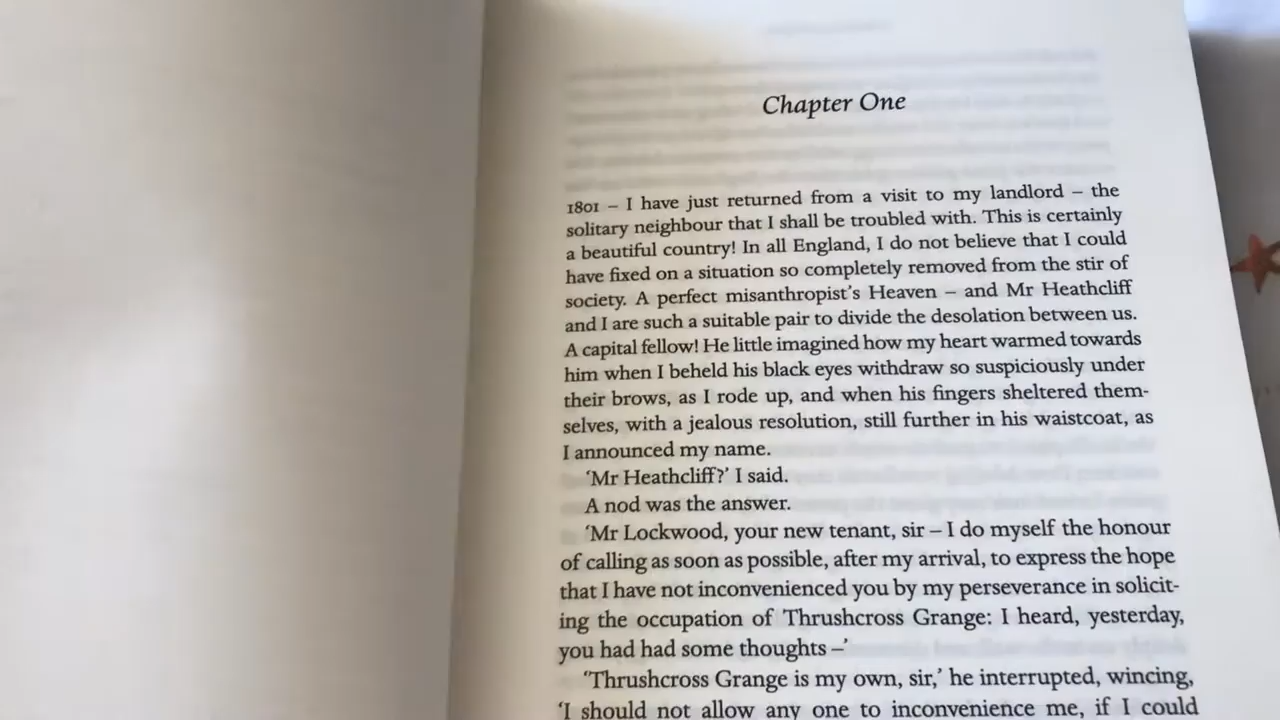 Chapter One
1801 – I have just returned from a visit to my landlord – the
solitary neighbour that I shall be troubled with. This is certainly
a beautiful country! In all England, I do not believe that I could
have fixed on a situation so completely removed from the stir of
society. A perfect misanthropist's Heaven – and Mr Heathcliff
and I are such a suitable pair to divide the desolation between us.
A capital fellow! He little imagined how my heart warmed towards
him when I beheld his black eyes withdraw so suspiciously under
their brows, as I rode up, and when his fingers sheltered them-
selves, with a jealous resolution, still further in his waistcoat, as
I announced my name.
‘Mr Heathcliff?’ I said.
A nod was the answer.
‘Mr Lockwood, your new tenant, sir – I do myself the honour
of calling as soon as possible, after my arrival, to express the hope
that I have not inconvenienced you by my perseverance in solicit-
ing the occupation of Thrushcross Grange: I heard, yesterday,
you had had some thoughts –’
‘Thrushcross Grange is my own, sir,’ he interrupted, wincing,
‘I should not allow any one to inconvenience me, if I could